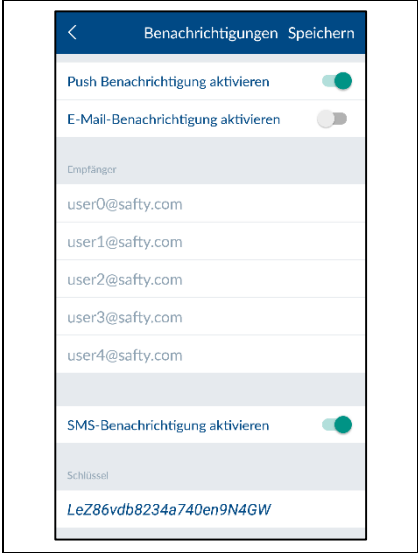 Benachrichtigungen Speichern
Push Benachrichtigung aktivieren
E-Mail-Benachrichtigung aktivieren
Empfänger
user0@safty.com
user1@safty.com
user2@safty.com
user3@safty.com
user4@safty.com
SMS-Benachrichtigung aktivieren
Schlüssel
LeZ86vdb8234a740en9N4GW